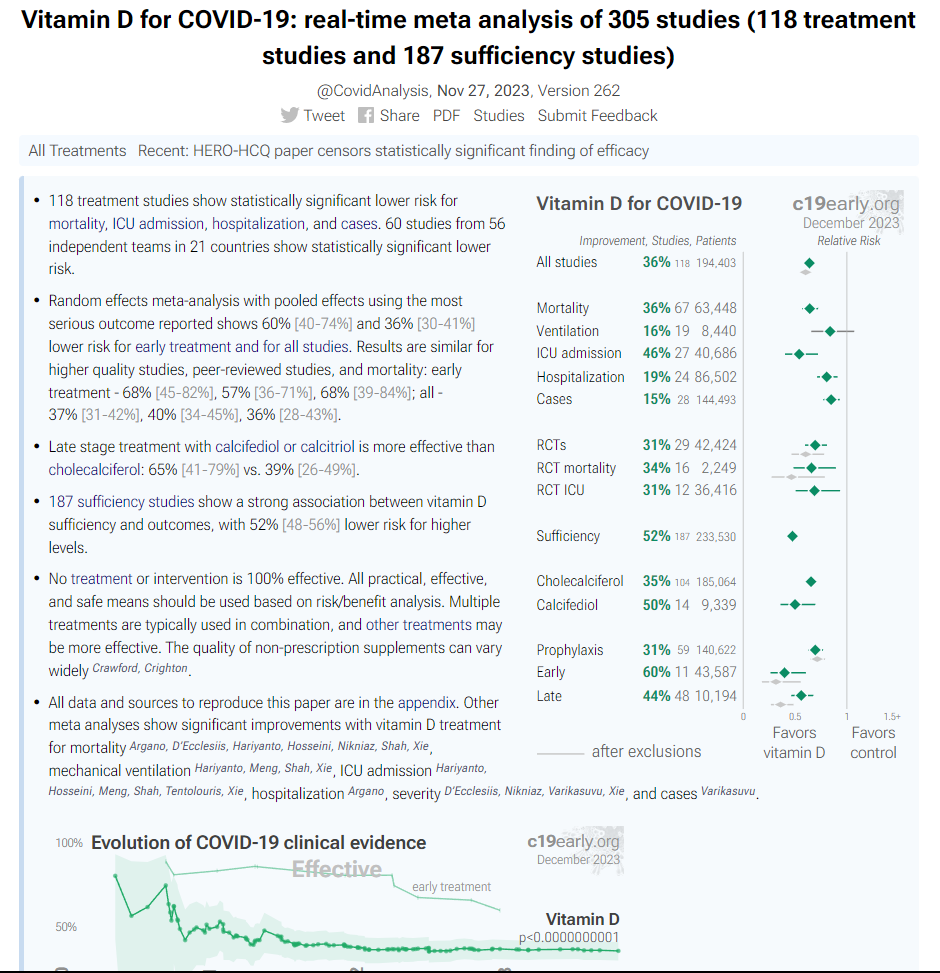 Vitamin D for COVID-19: real-time meta analysis of 305 studies (118 treatment
studies and 187 sufficiency studies)
@CovidAnalysis, Nov 27, 2023, Version 262
Tweet Share PDF Studies Submit Feedback
All Treatments Recent: HERO-HCQ paper censors statistically significant finding of efficacy
• 118 treatment studies show statistically significant lower risk for
mortality, ICU admission, hospitalization, and cases. 60 studies from 56
independent teams in 21 countries show statistically significant lower
risk.
• Random effects meta-analysis with pooled effects using the most
serious outcome reported shows 60% [40-74%] and 36% [30-41%]
lower risk for early treatment and for all studies. Results are similar for
higher quality studies, peer-reviewed studies, and mortality: early
treatment - 68% [45-82%], 57% [36-71%], 68% [39-84%]; all -
37% [31-42%], 40% [34-45%], 36% [28-43%].
• Late stage treatment with calcifediol or calcitriol is more effective than
cholecalciferol: 65% [41-79%] vs. 39% [26-49%].
• 187 sufficiency studies show a strong association between vitamin D
sufficiency and outcomes, with 52% [48-56%] lower risk for higher
levels.
• No treatment or intervention is 100% effective. All practical, effective,
and safe means should be used based on risk/benefit analysis. Multiple
treatments are typically used in combination, and other treatments may
be more effective. The quality of non-prescription supplements can vary
widely Crawford, Crighton.
• All data and sources to reproduce this paper are in the appendix. Other
meta analyses show significant improvements with vitamin D treatment
for mortality Argano, D'Ecclesiis, Hariyanto, Hosseini, Nikniaz, Shah, Xie,
mechanical ventilation Hariyanto, Meng, Shah, Xie, ICU admission Hariyanto,
Hosseini, Meng, Shah, Tentolouris, Xie, hospitalization Argano, severity D'Ecclesiis, Nikniaz, Varikasuvu, Xie, and cases Varikasuvu.
Vitamin D for COVID-19
c19early.org
December 2023
Improvement, Studies, Patients Relative Risk
All studies 36% 118 194,403
Mortality 36% 67 63,448
Ventilation 16% 19 8,440
ICU admission 46% 27 40,686
Hospitalization 19% 24 86,502
Cases 15% 28 144,493
RCTs 31% 29 42,424
RCT mortality 34% 16 2,249
RCT ICU 31% 12 36,416
Sufficiency 52% 187 233,530
Cholecalciferol 35% 104 185,064
Calcifediol 50% 14 9,339
Prophylaxis 31% 59 140,622
Early 60% 11 43,587
Late 44% 48 10,194
0 0.5 1 1.5+
Favors Favors
after exclusions vitamin D control
100% Evolution of COVID-19 clinical evidence
c19early.org
December 2023
Effective
early treatment
50%
Vitamin D
p<0.0000000001